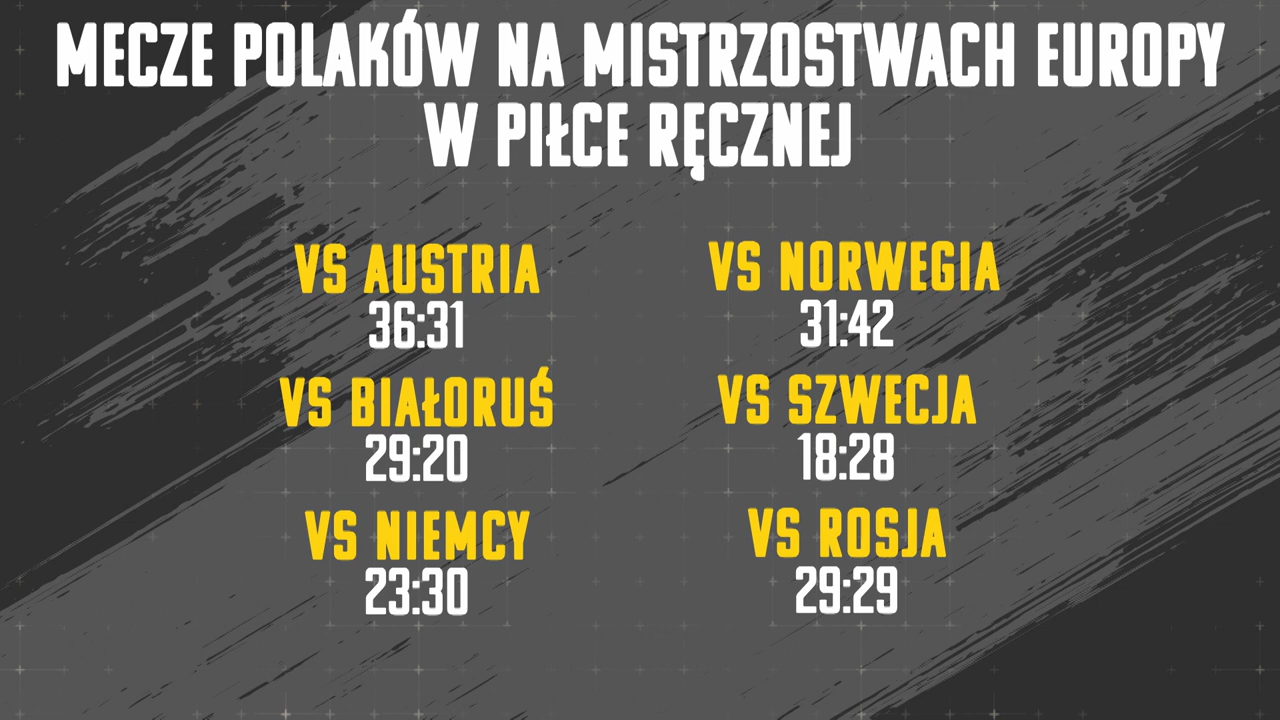 MECZE POLAKÓW NA MISTRZOSTWACH EUROPY
W PIŁCE RĘCZNEJ
VS AUSTRIA
36:31
VS BIAŁORUŚ
29:20
VS NIEMCY
23:30
VS NORWEGIA
31:42
VS SZWECJA
18:28
VS ROSJA
29:29